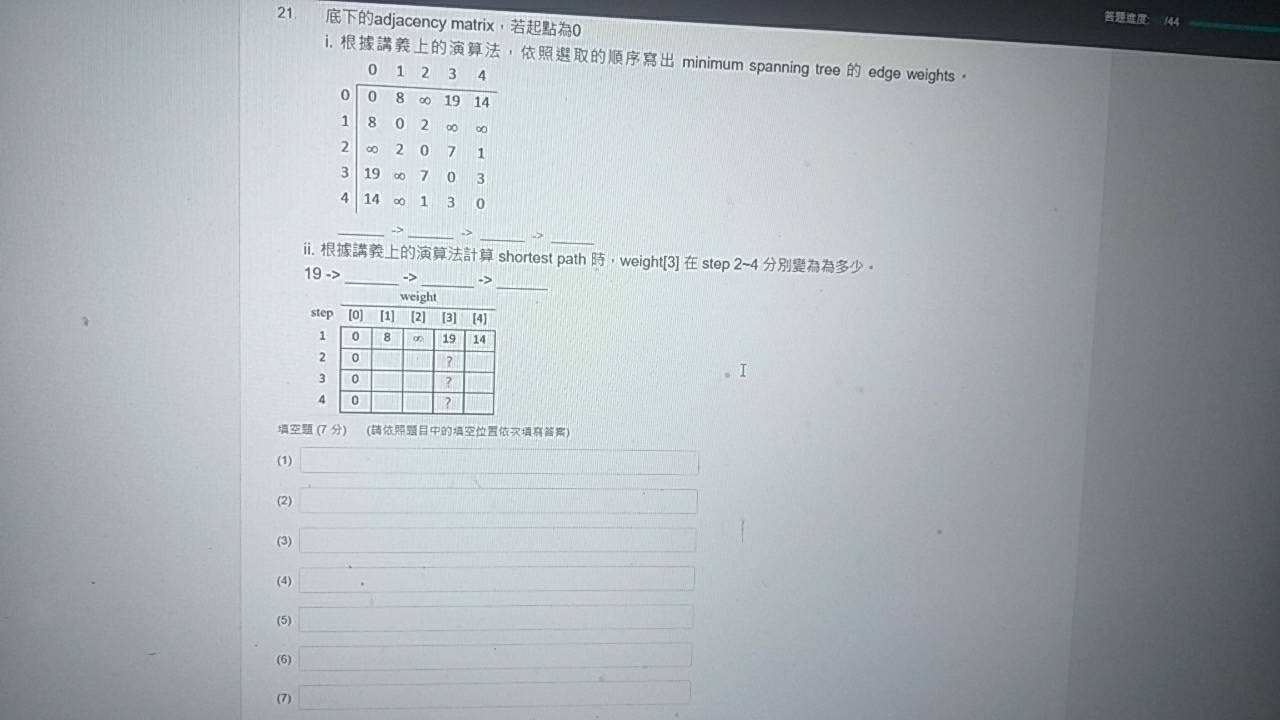 答題進度: /44
21. 底下的adjacency matrix，若起點為0
i. 根據講義上的演算法，依照選取的順序寫出 minimum spanning tree 的 edge weights。
0 1 2 3 4
0 0 8 ∞ 19 14
1 8 0 2 ∞ ∞
2 ∞ 2 0 7 1
3 19 ∞ 7 0 3
4 14 ∞ 1 3 0
_____ -> _____ -> _____ -> _____
ii. 根據講義上的演算法計算 shortest path 時，weight[3] 在 step 2~4 分別變為為多少。
19 -> ______ -> ______ -> ______
weight
step [0] [1] [2] [3] [4]
1 0 8 ∞ 19 14
2 0 ?
3 0 ?
4 0 ?
填空題 (7 分) (請依照題目中的填空位置依次填寫答案)
(1)
(2)
(3)
(4)
(5)
(6)
(7)